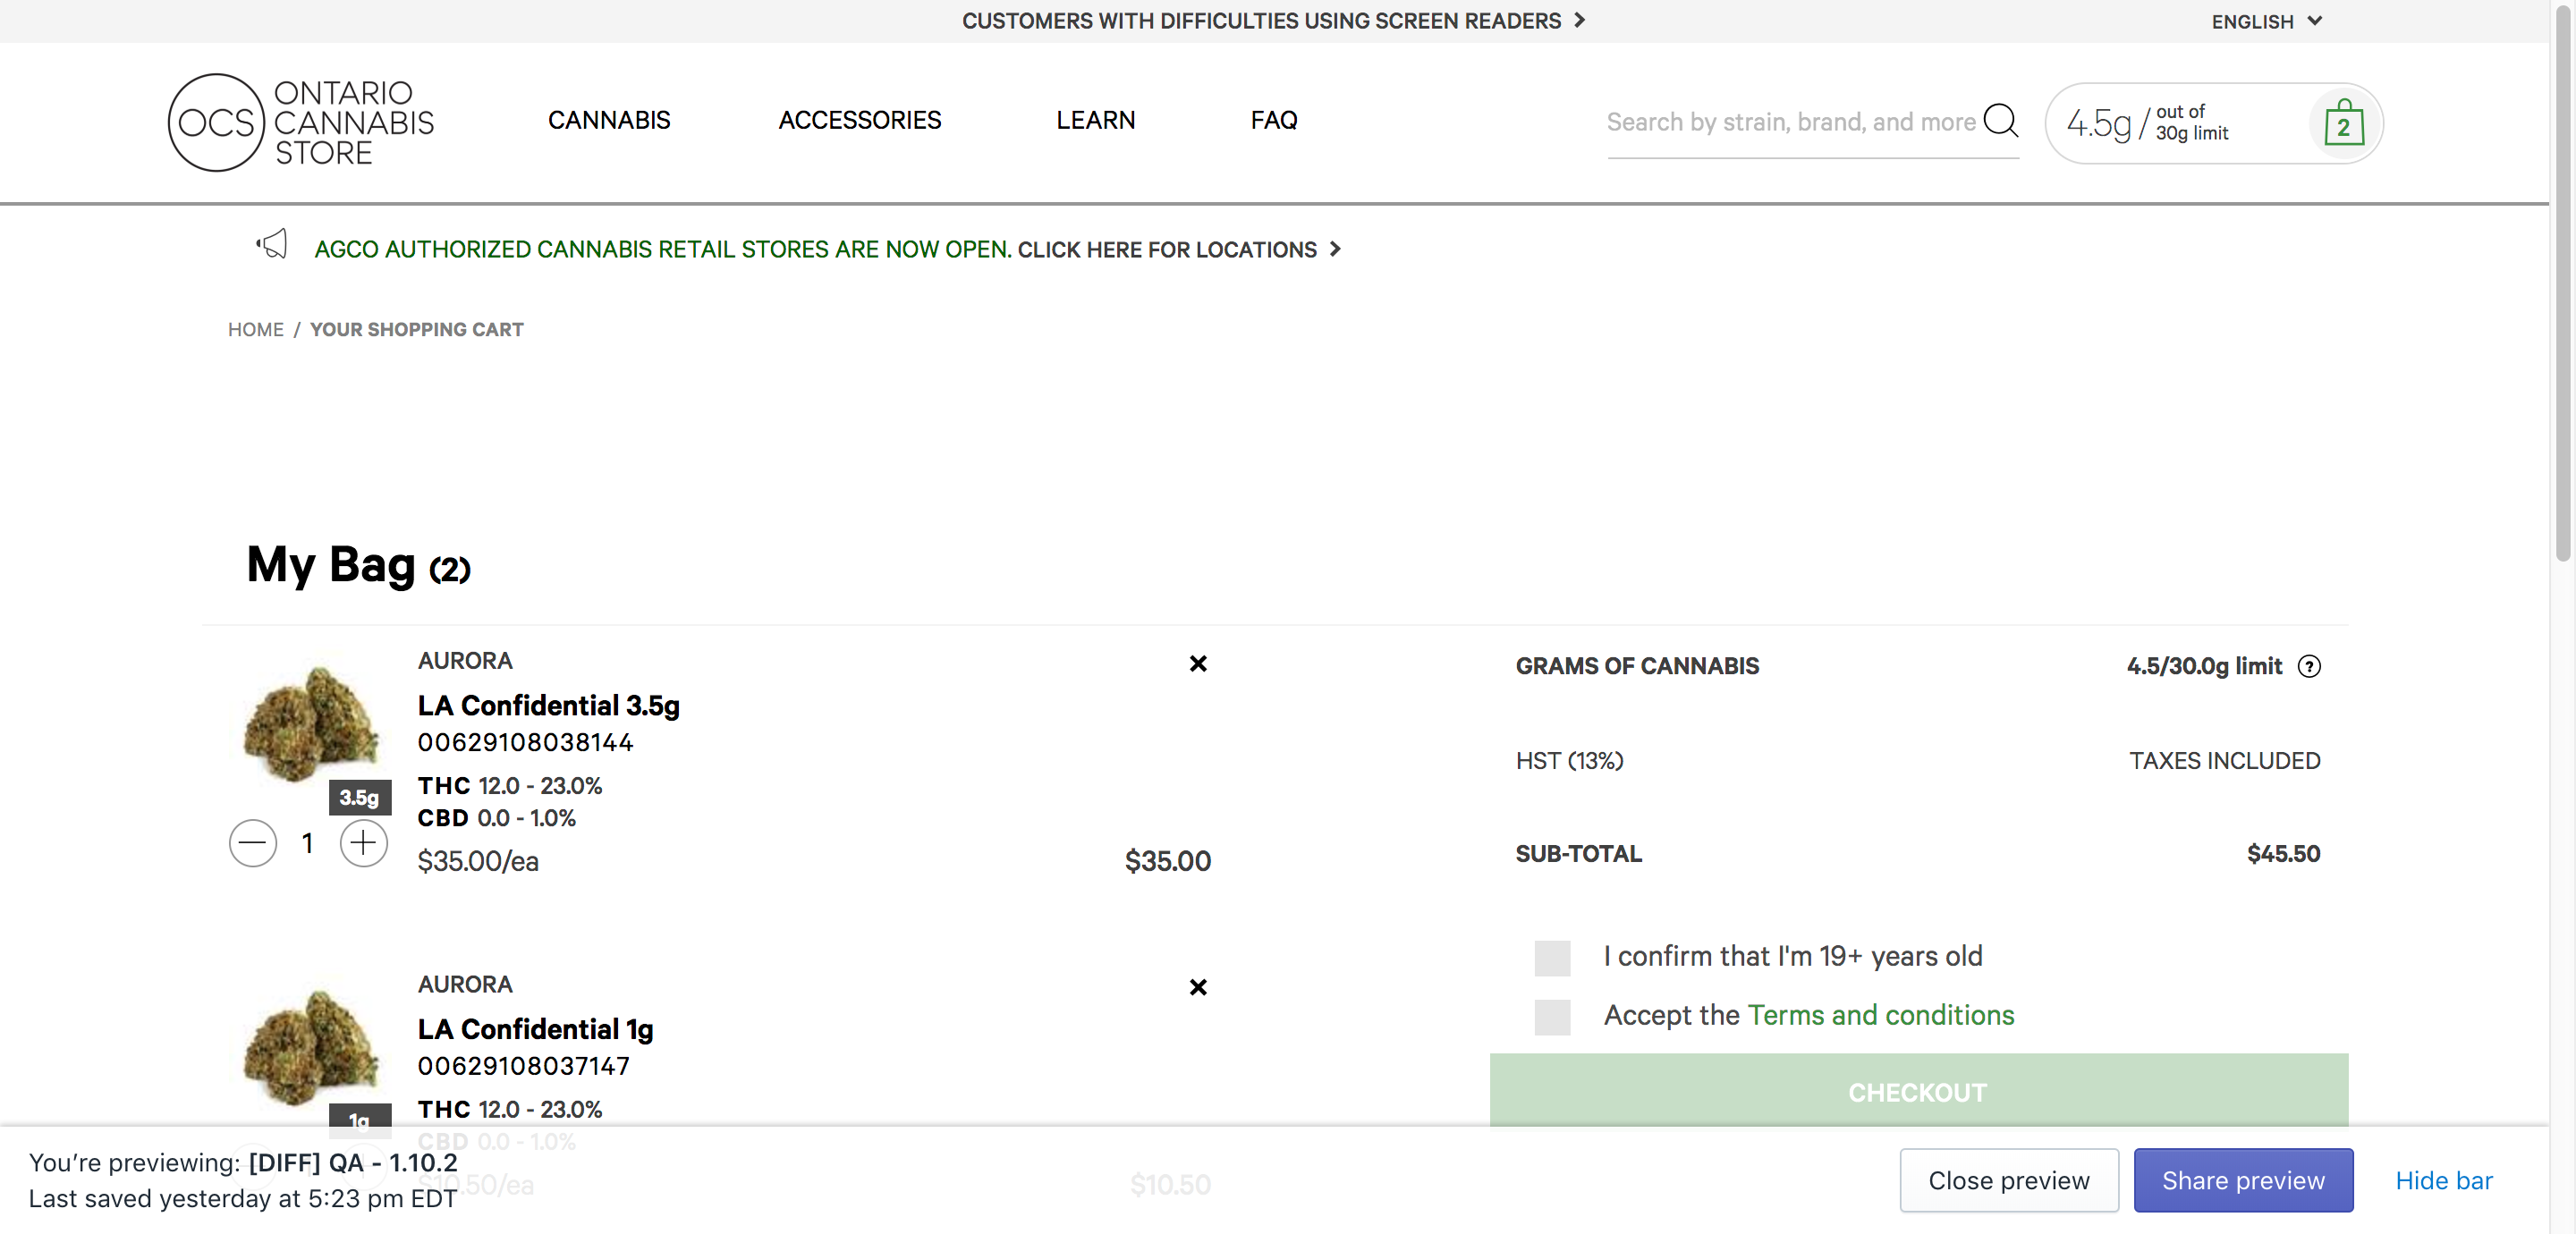 CUSTOMERS WITH DIFFICULTIES USING SCREEN READERS
ENGLISH
OCS
ONTARIO
CANNABIS
STORE
CANNABIS
ACCESSORIES
LEARN
FAQ
Search by strain, brand, and more
4.5g / out of
30g limit
2
AGCO AUTHORIZED CANNABIS RETAIL STORES ARE NOW OPEN. CLICK HERE FOR LOCATIONS
HOME / YOUR SHOPPING CART
My Bag (2)
AURORA
LA Confidential 3.5g
00629108038144
THC 12.0 - 23.0%
CBD 0.0 - 1.0%
3.5g
1
$35.00/ea
$35.00
AURORA
LA Confidential 1g
00629108037147
THC 12.0 - 23.0%
1g
CBD 0.0 - 1.0%
$10.50/ea
$10.50
GRAMS OF CANNABIS
4.5/30.0g limit ?
HST (13%)
TAXES INCLUDED
SUB-TOTAL
$45.50
I confirm that I'm 19+ years old
Accept the Terms and conditions
CHECKOUT
You’re previewing: [DIFF] QA - 1.10.2
Last saved yesterday at 5:23 pm EDT
Close preview
Share preview
Hide bar